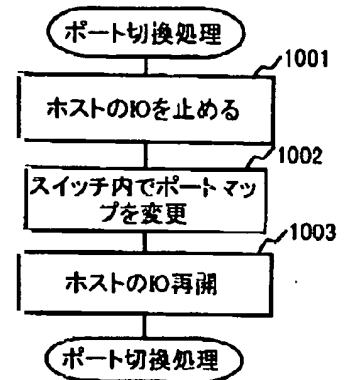 ポート切換処理
1001
ホストのIOを止める
1002
スイッチ内でポートマッ
プを変更
1003
ホストのIO再開
ポート切換処理